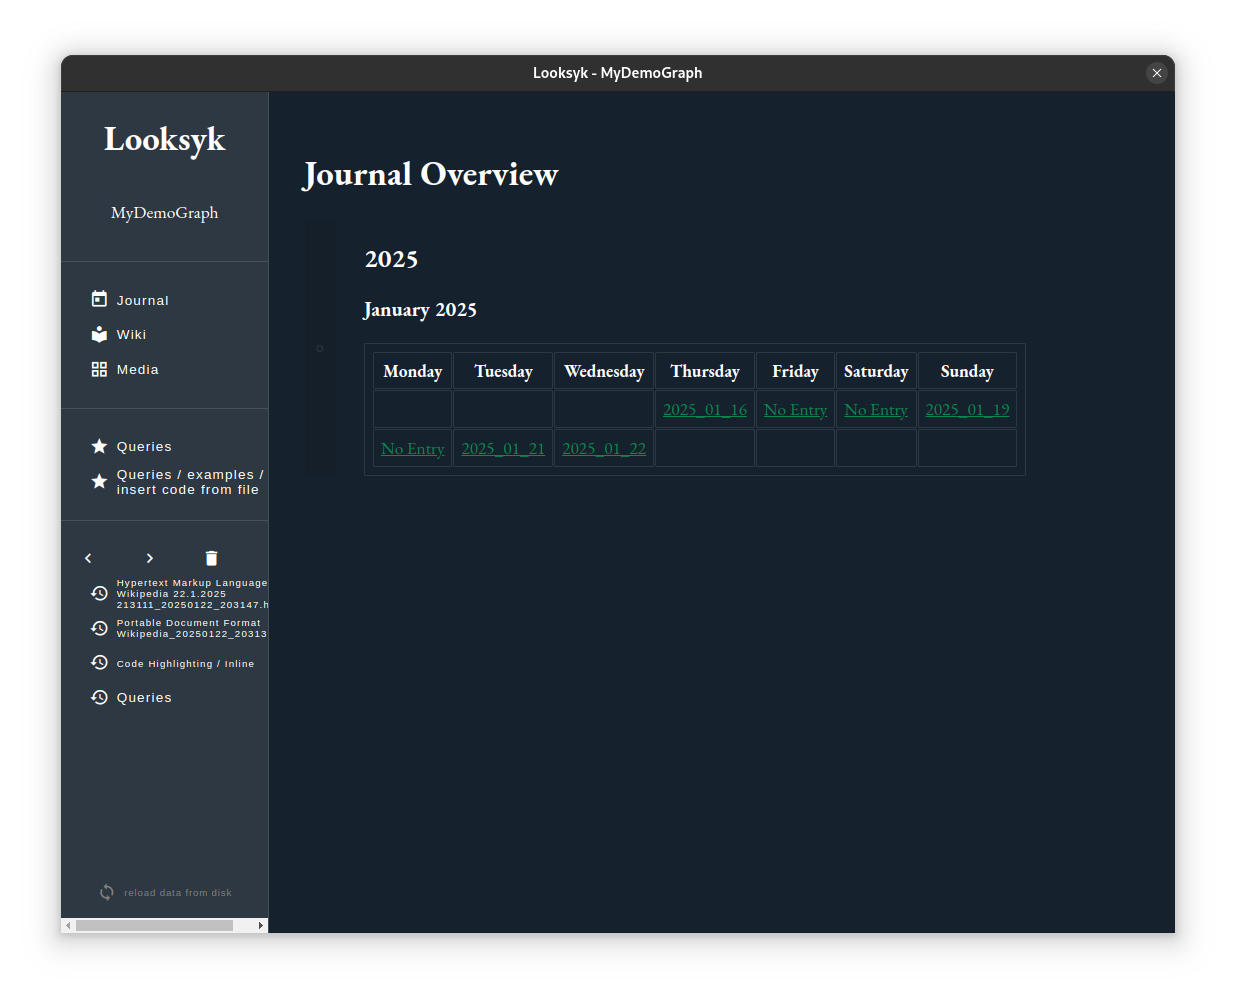 Looksyk - MyDemoGraph
Looksyk
MyDemoGraph
Journal
Wiki
Media
Queries
Queries / examples /
insert code from file
Hypertext Markup Language
Wikipedia 22.1.2025
213111_20250122_203147.h
Portable Document Format
Wikipedia_20250122_20313
Code Highlighting / Inline
Queries
reload data from disk
Journal Overview
2025
January 2025
Monday Tuesday Wednesday Thursday Friday Saturday Sunday
2025_01_16 No Entry No Entry 2025_01_19
No Entry 2025_01_21 2025_01_22